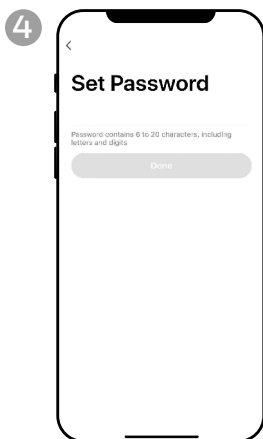 4
Set Password
Password contains 6 to 20 characters, including
letters and digits
Done